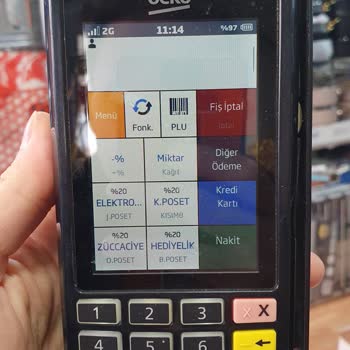 beko
2G 11:14 %97
Menü
Fonk.
PLU
Fiş İptal
İptal
-%
+%
Miktar
Kağıt
Diğer
Ödeme
%20
ELEKTRO...
J.POSET
%20
K.POSET
KISIMB
Kredi
Kartı
%20
ZÜCCACİYE
O.POSET
%20
HEDİYELİK
B.POSET
Nakit
1 2 3 X X
4 5 6 ←